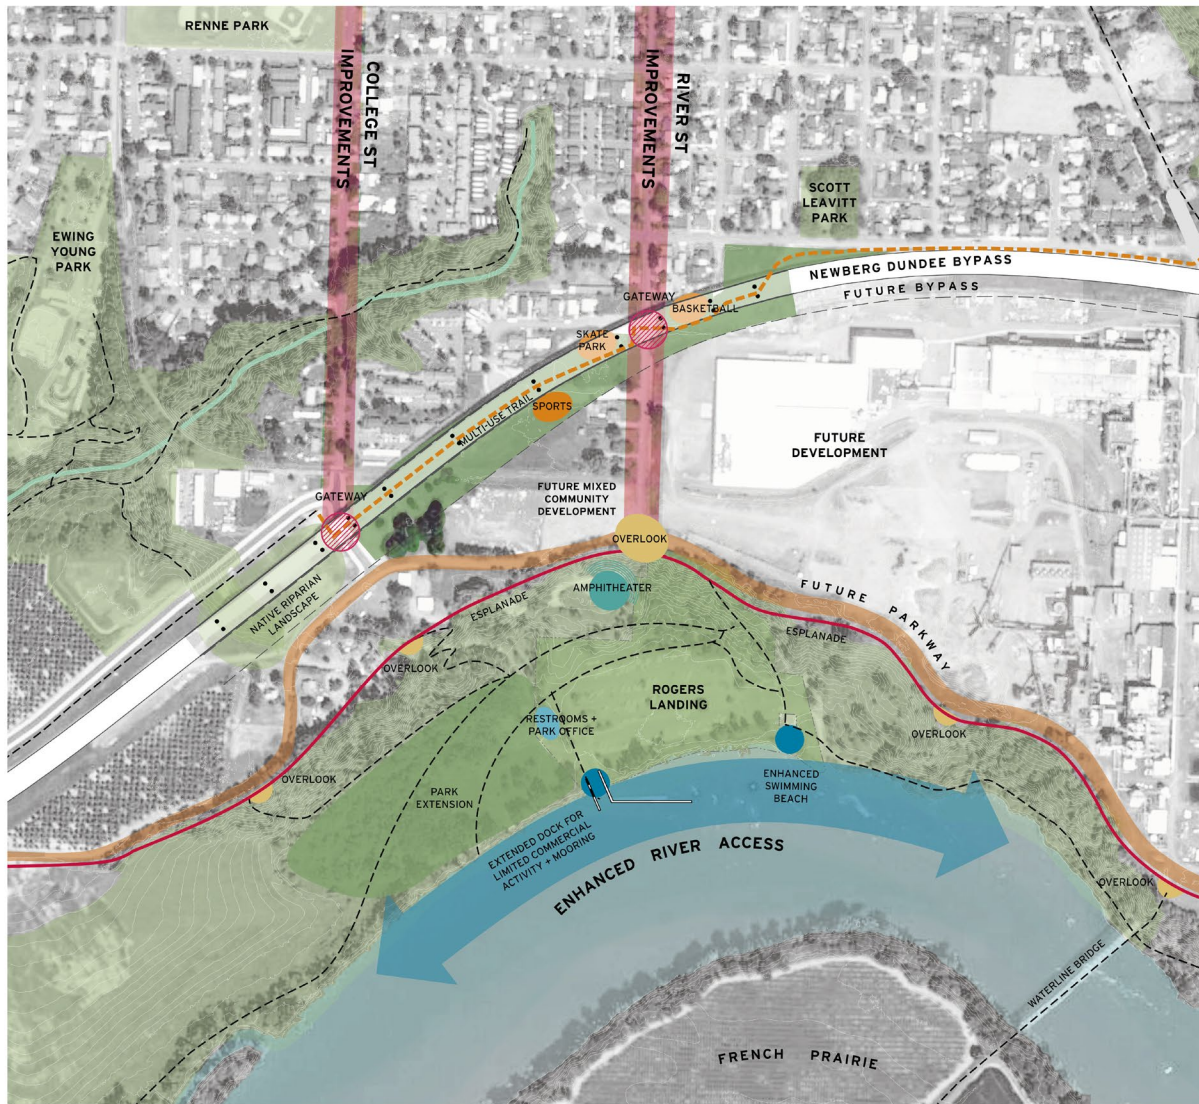 RENNE PARK
COLLEGE ST
IMPROVEMENTS
RIVER ST
IMPROVEMENTS
SCOTT
LEAVITT
PARK
EWING
YOUNG
PARK
NEWBERG DUNDEE BYPASS
FUTURE BYPASS
GATEWAY
BASKETBALL
SKATE
PARK
SPORTS
MULTI-USE TRAIL
FUTURE
DEVELOPMENT
GATEWAY
FUTURE MIXED
COMMUNITY
DEVELOPMENT
OVERLOOK
AMPHITHEATER
FUTURE PARKWAY
NATIVE RIPARIAN
LANDSCAPE
ESPLANADE
ESPLANADE
OVERLOOK
ROGERS
LANDING
RESTROOMS +
PARK OFFICE
OVERLOOK
OVERLOOK
PARK
EXTENSION
ENHANCED
SWIMMING
BEACH
EXTENDED DOCK FOR
LIMITED COMMERCIAL
ACTIVITY + MOORING
ENHANCED RIVER ACCESS
OVERLOOK
WATERLINE BRIDGE
FRENCH PRAIRIE